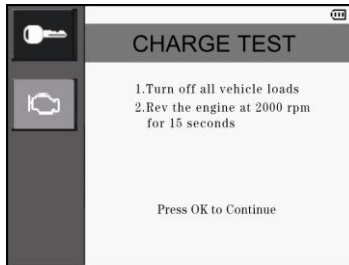 CHARGE TEST
1.Turn off all vehicle loads
2.Rev the engine at 2000 rpm
for 15 seconds
Press OK to Continue